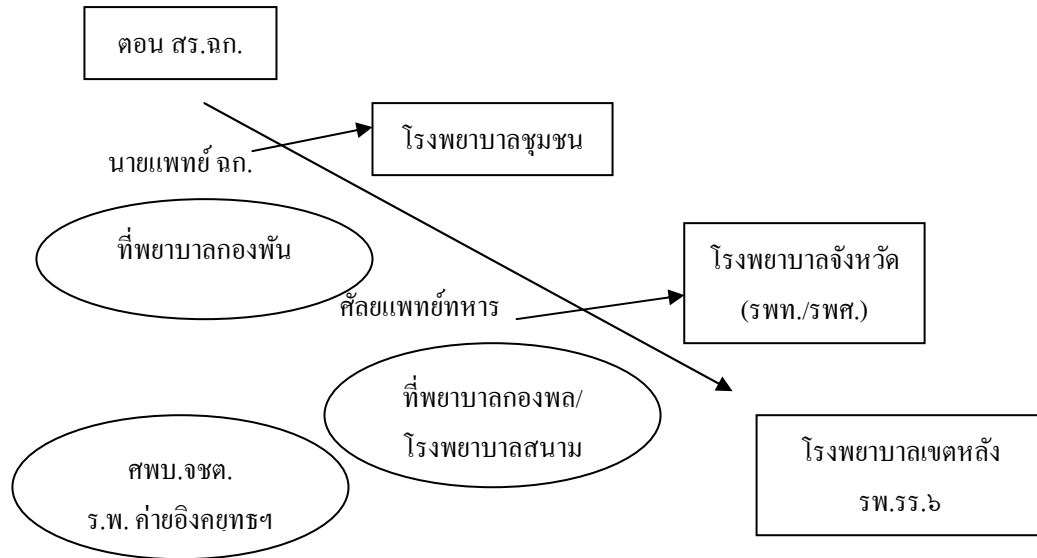 ตอน สร.ฉก.
โรงพยาบาลชุมชน
นายแพทย์ ฉก.
ที่พยาบาลกองพัน
โรงพยาบาลจังหวัด
(รพท./รพศ.)
ศัลยแพทย์ทหาร
ที่พยาบาลกองพล/
โรงพยาบาลสนาม
โรงพยาบาลเขตหลัง
รพ.รร.๖
ศพบ.จชต.
ร.พ. ค่ายอิงคยุทธฯ